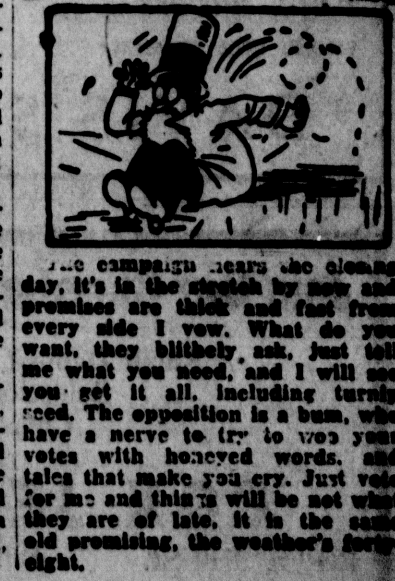 The campaign nears the closing
day, it's in the stretch by now and
promises are thick and fast from
every side I vow. What do you
want, they blithely ask, just tell
me what you need, and I will see
you get it all, including turnip
seed. The opposition is a bum, who
have a nerve to try to woo your
votes with honeyed words, and
tales that make you cry. Just vote
for me and things will be not what
they are of late, it is the same
old promising, the weather's forty
eight.